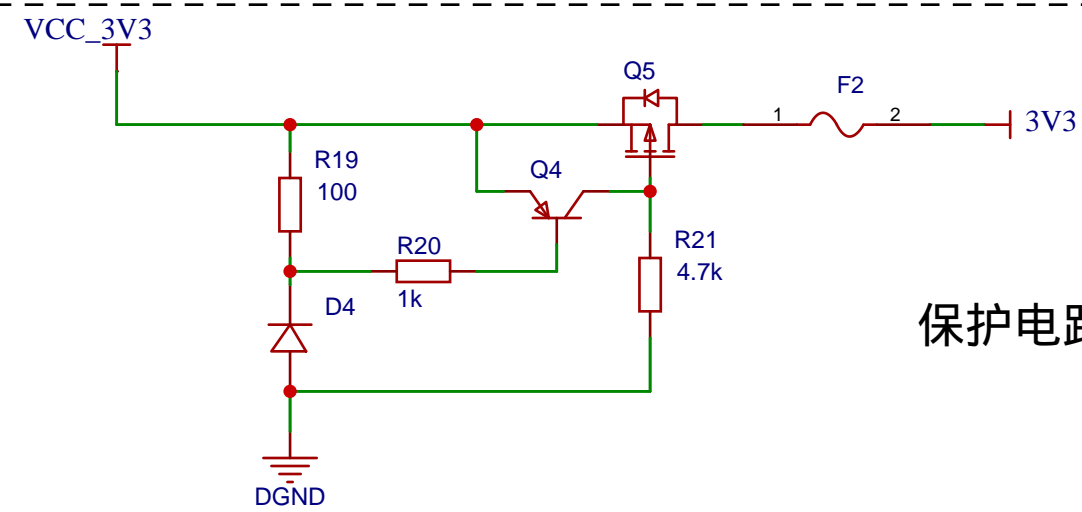 VCC_3V3
Q5
F2
1
2
3V3
R19
100
Q4
R20
1k
R21
4.7k
D4
保护电路
DGND